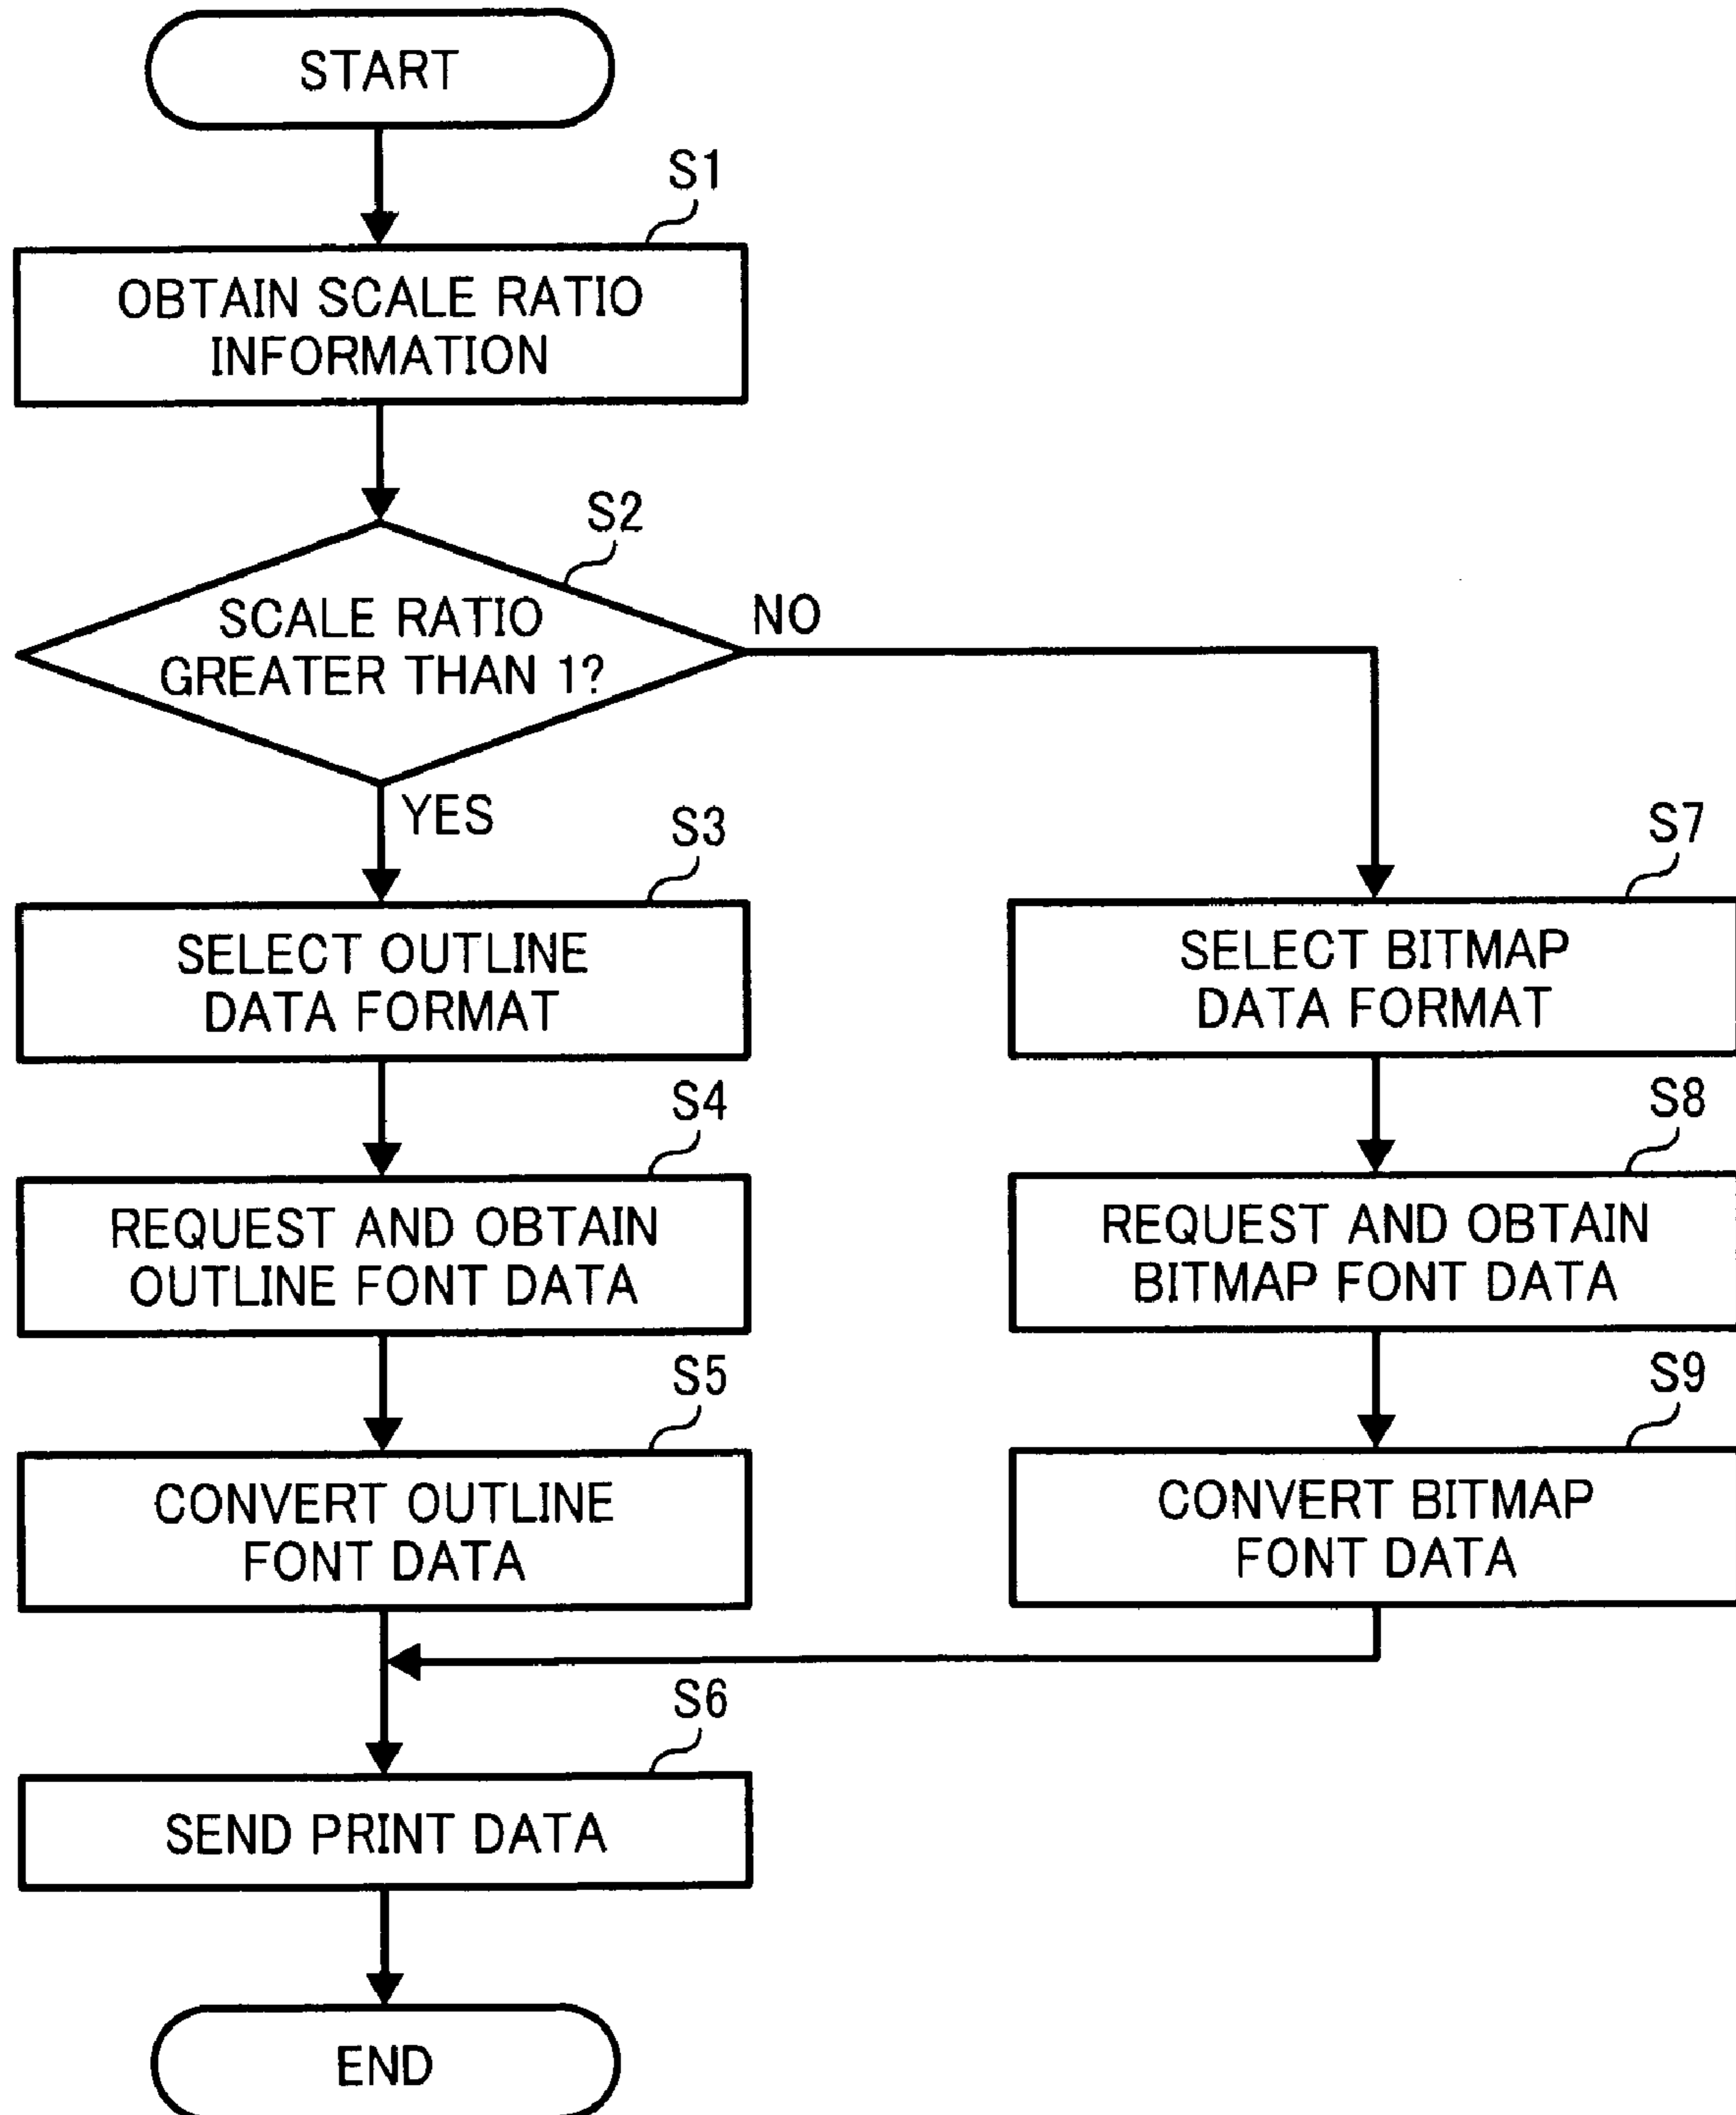 START
S1
OBTAIN SCALE RATIO
INFORMATION
S2
SCALE RATIO
GREATER THAN 1?
NO
YES
S3
SELECT OUTLINE
DATA FORMAT
S7
SELECT BITMAP
DATA FORMAT
S4
REQUEST AND OBTAIN
OUTLINE FONT DATA
S8
REQUEST AND OBTAIN
BITMAP FONT DATA
S5
CONVERT OUTLINE
FONT DATA
S9
CONVERT BITMAP
FONT DATA
S6
SEND PRINT DATA
END